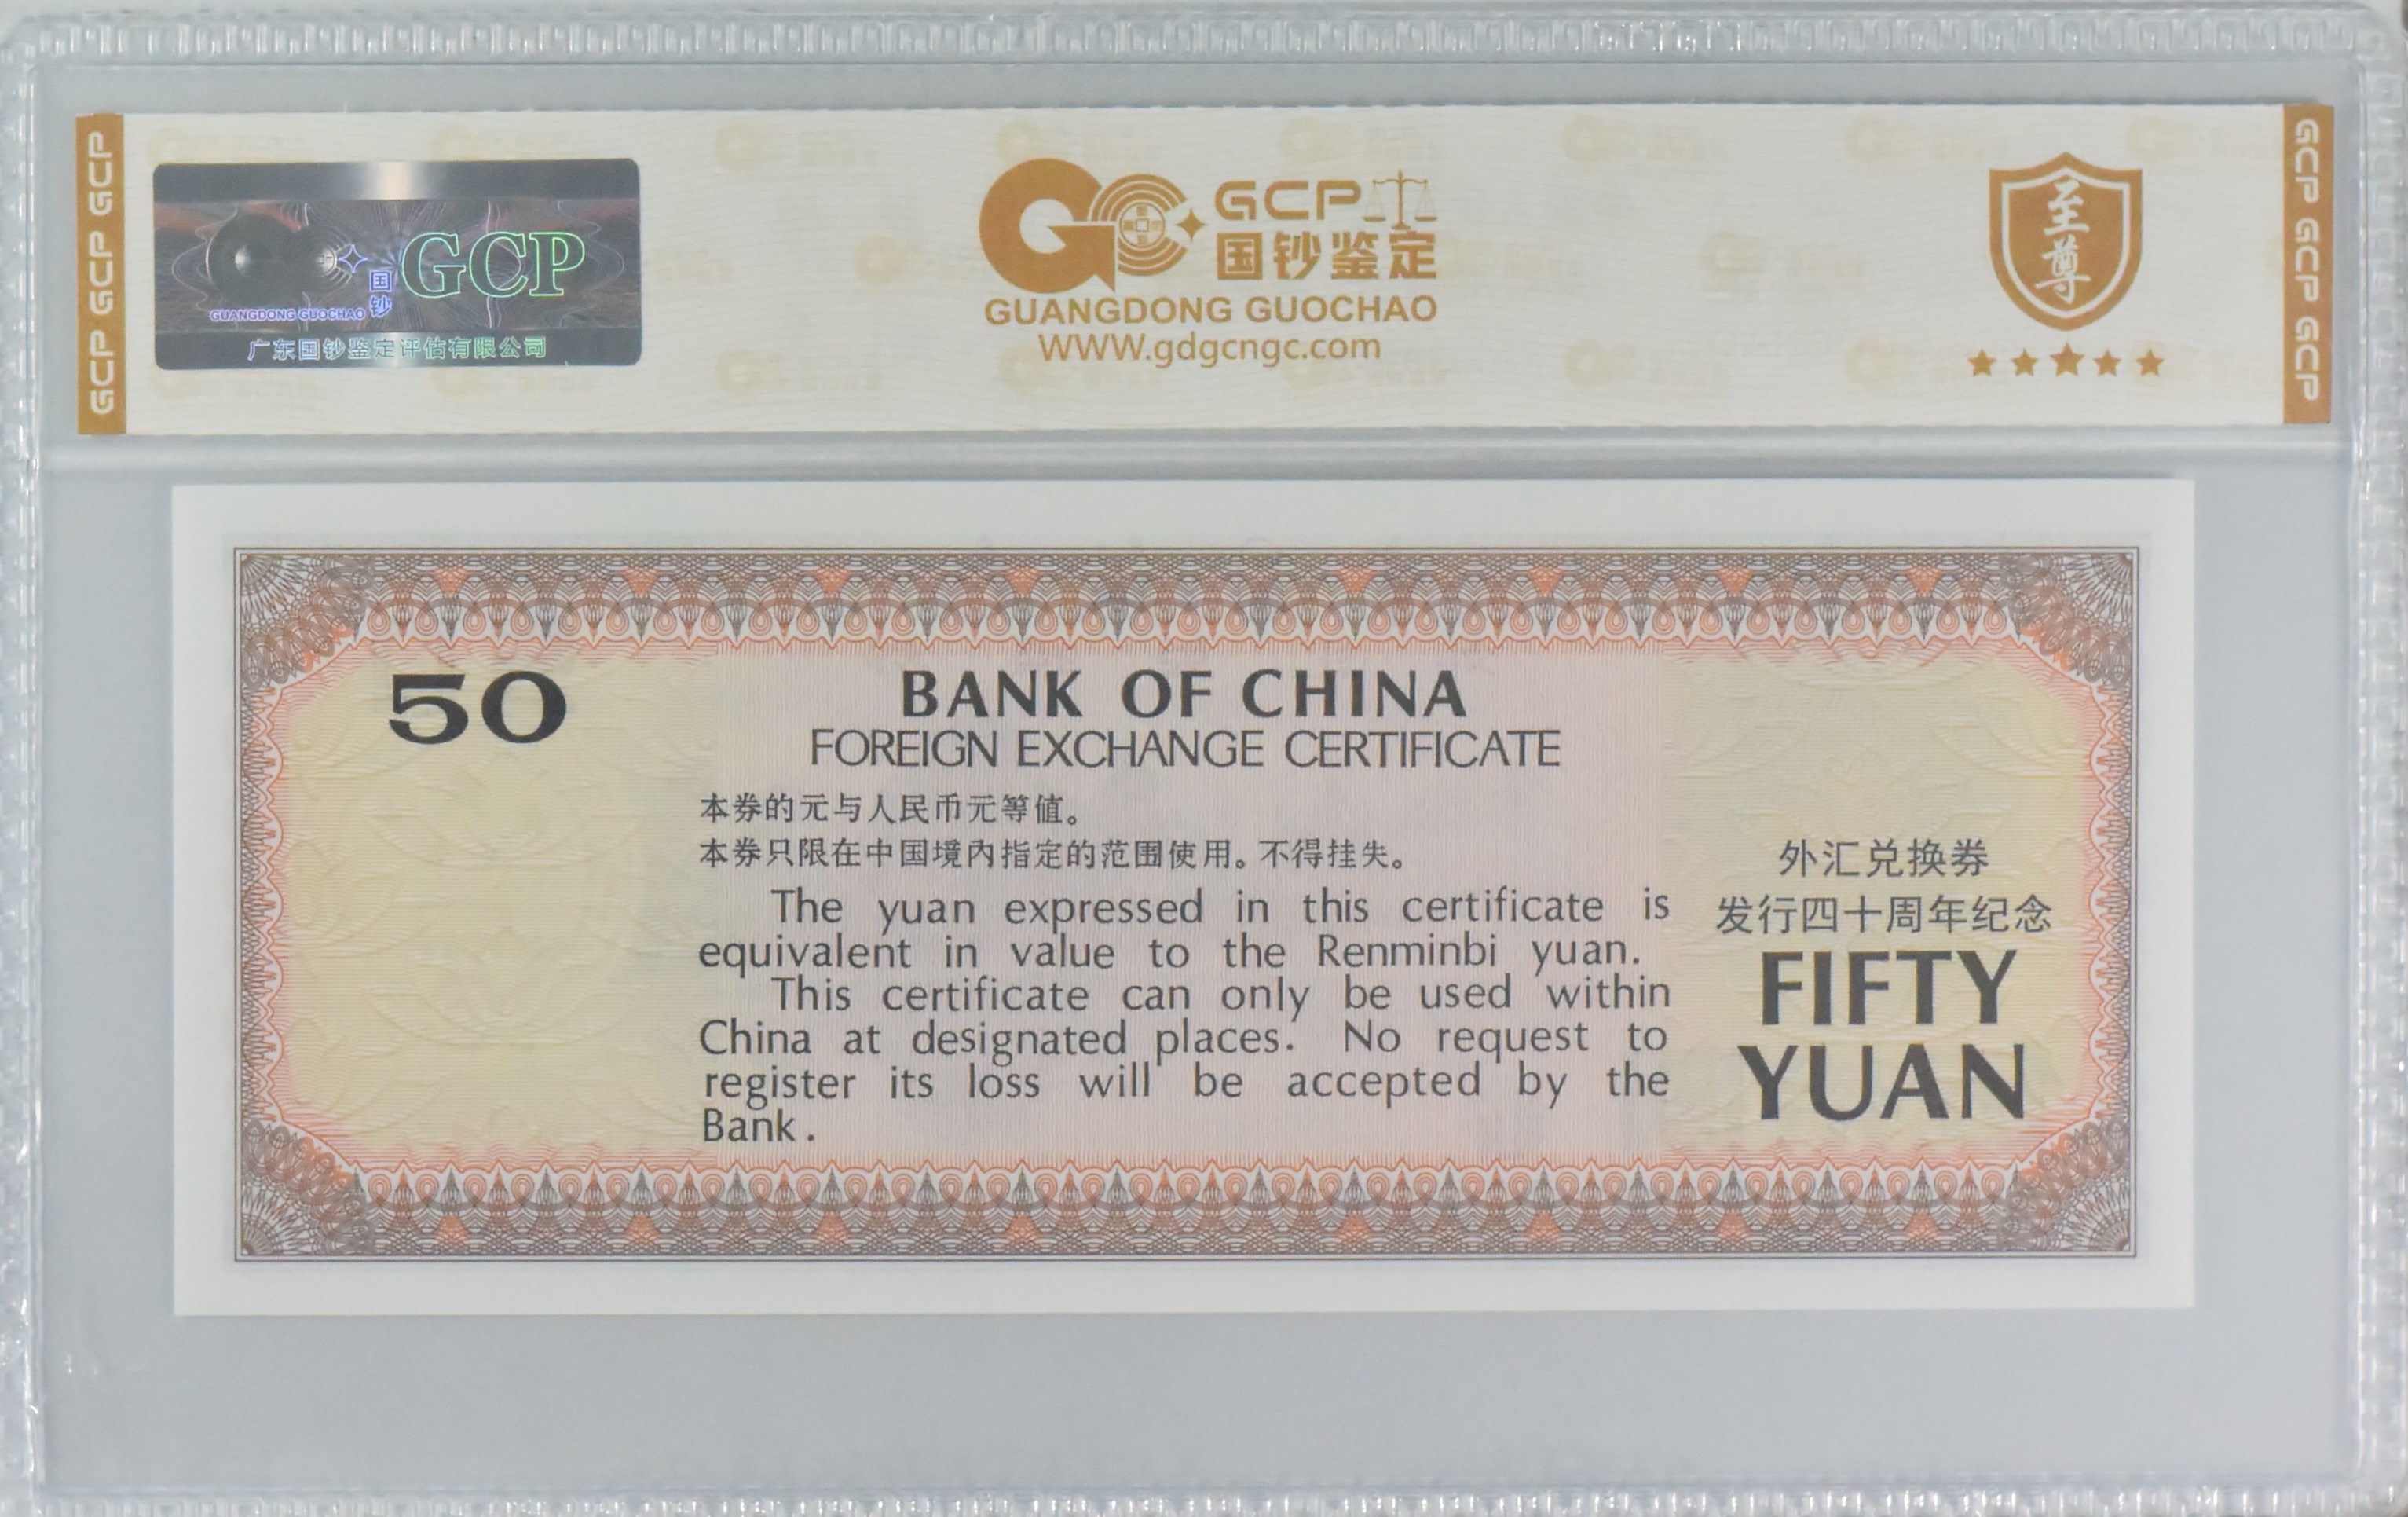 GCP GCP GCP
国钞
GCP
GUANGDONG GUOCHAO
广东国钞鉴定评估有限公司
GCP
国钞鉴定
GUANGDONG GUOCHAO
WWW.gdgcngc.com
至尊
GCP GCP GCP
50
BANK OF CHINA
FOREIGN EXCHANGE CERTIFICATE
本券的元与人民币元等值。
本券只限在中国境内指定的范围使用。不得挂失。
The yuan expressed in this certificate is
equivalent in value to the Renminbi yuan.
This certificate can only be used within
China at designated places. No request to
register its loss will be accepted by the
Bank.
外汇兑换券
发行四十周年纪念
FIFTY
YUAN